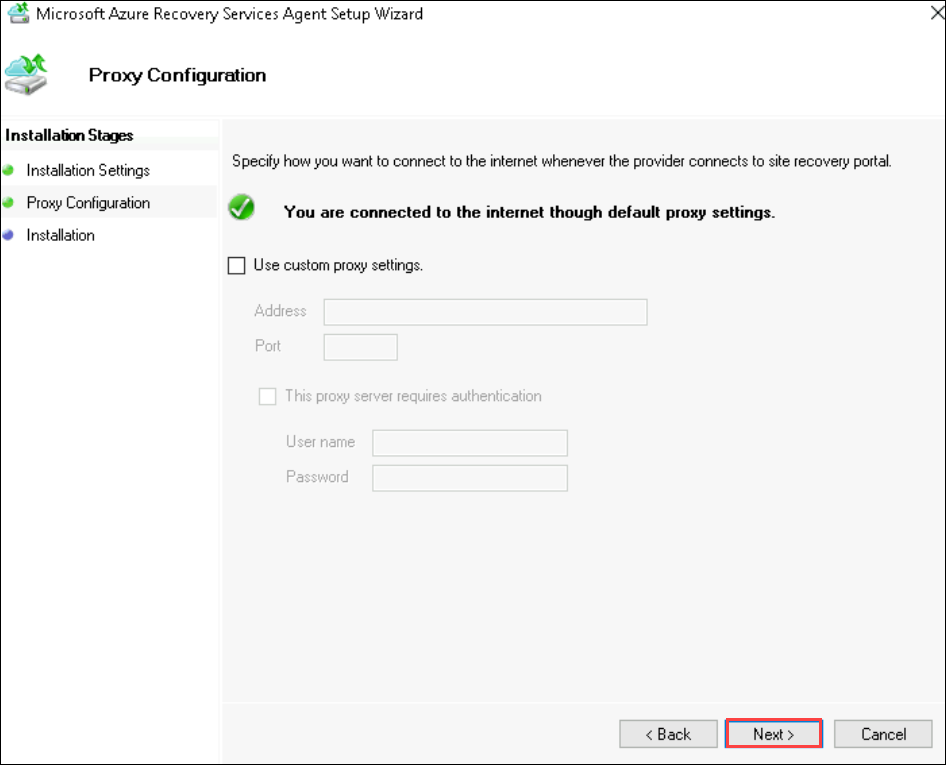 Microsoft Azure Recovery Services Agent Setup Wizard
Proxy Configuration
Installation Stages
Installation Settings
Proxy Configuration
Installation
Specify how you want to connect to the internet whenever the provider connects to site recovery portal.
You are connected to the internet though default proxy settings.
Use custom proxy settings.
Address
Port
This proxy server requires authentication
User name
Password
< Back
Next >
Cancel